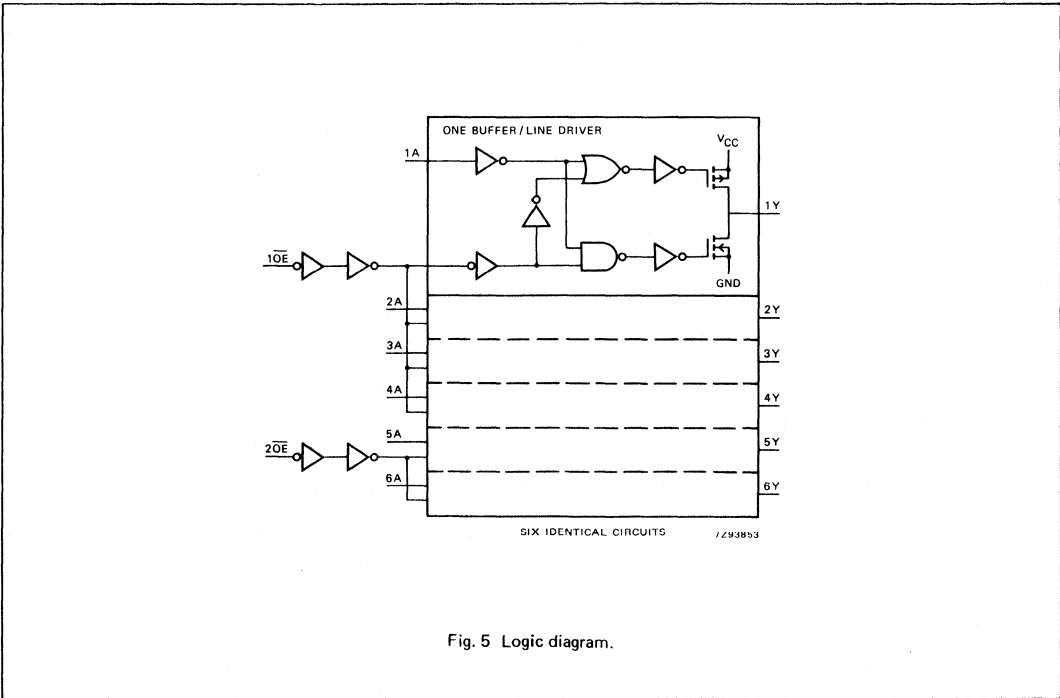 ONE BUFFER/LINE DRIVER
VCC
1A
1Y
1OE
GND
2A
2Y
3A
3Y
4A
4Y
5A
5Y
2OE
6A
6Y
SIX IDENTICAL CIRCUITS
7Z93853
Fig. 5 Logic diagram.